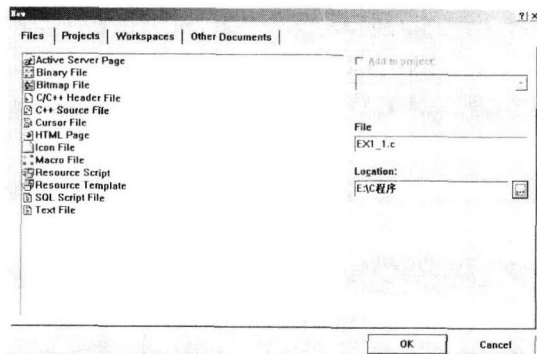 New
Files Projects Workspaces Other Documents
Active Server Page
Binary File
Bitmap File
C/C++ Header File
C++ Source File
Cursor File
HTML Page
Icon File
Macro File
Resource Script
Resource Template
SQL Script File
Text File
Add to project:
File
EX1_1.c
Location:
E:\C程序
...
OK Cancel